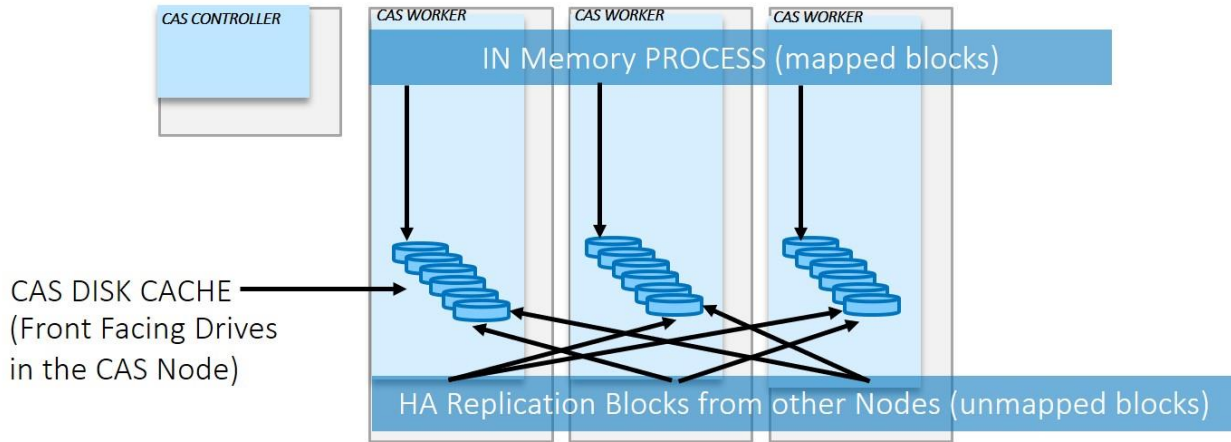 CAS CONTROLLER
CAS WORKER
CAS WORKER
CAS WORKER
IN Memory PROCESS (mapped blocks)
CAS DISK CACHE
(Front Facing Drives
in the CAS Node)
HA Replication Blocks from other Nodes (unmapped blocks)